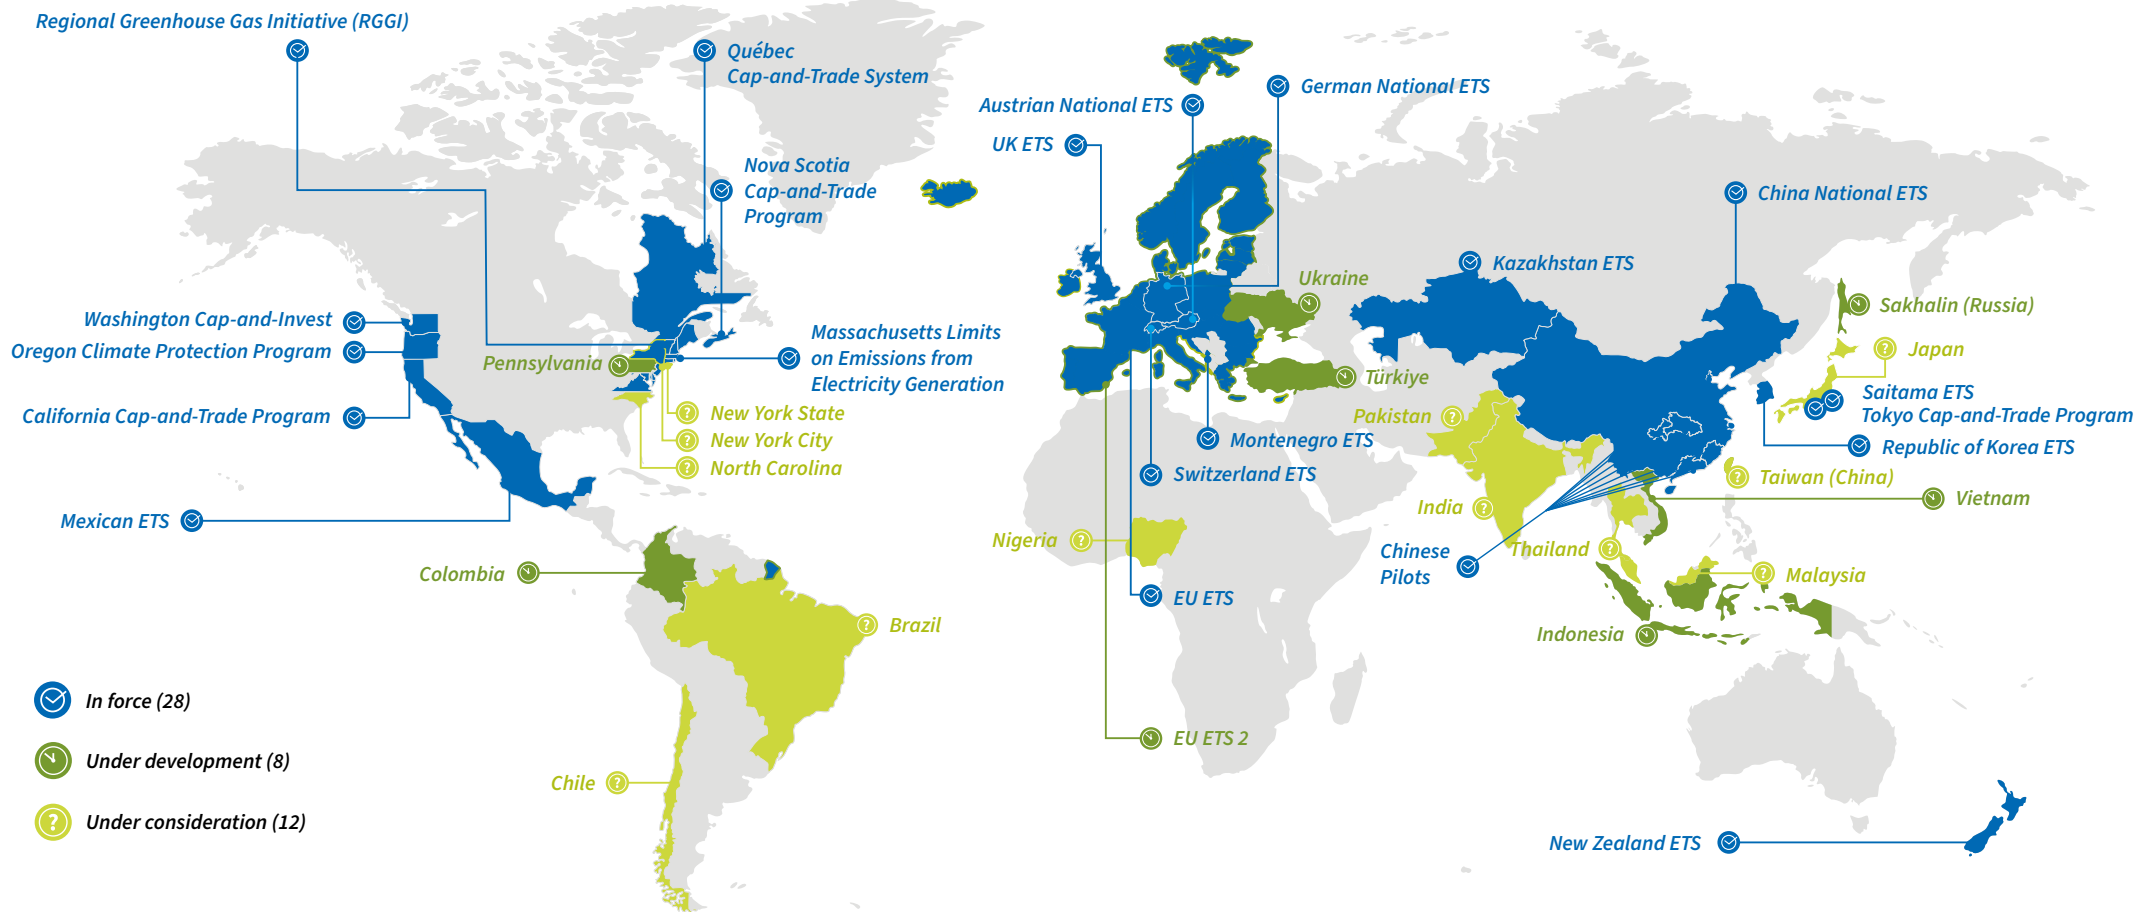 Regional Greenhouse Gas Initiative (RGGI)
Québec
Cap-and-Trade System
Nova Scotia
Cap-and-Trade
Program
Washington Cap-and-Invest
Oregon Climate Protection Program
California Cap-and-Trade Program
Pennsylvania
Massachusetts Limits
on Emissions from
Electricity Generation
New York State
New York City
North Carolina
Mexican ETS
Colombia
Brazil
Chile
Austrian National ETS
German National ETS
UK ETS
Ukraine
Türkiye
Montenegro ETS
Switzerland ETS
Nigeria
EU ETS
EU ETS 2
Kazakhstan ETS
China National ETS
Sakhalin (Russia)
Japan
Saitama ETS
Tokyo Cap-and-Trade Program
Republic of Korea ETS
Pakistan
Taiwan (China)
India
Vietnam
Chinese
Pilots
Thailand
Malaysia
Indonesia
New Zealand ETS
In force (28)
Under development (8)
? Under consideration (12)